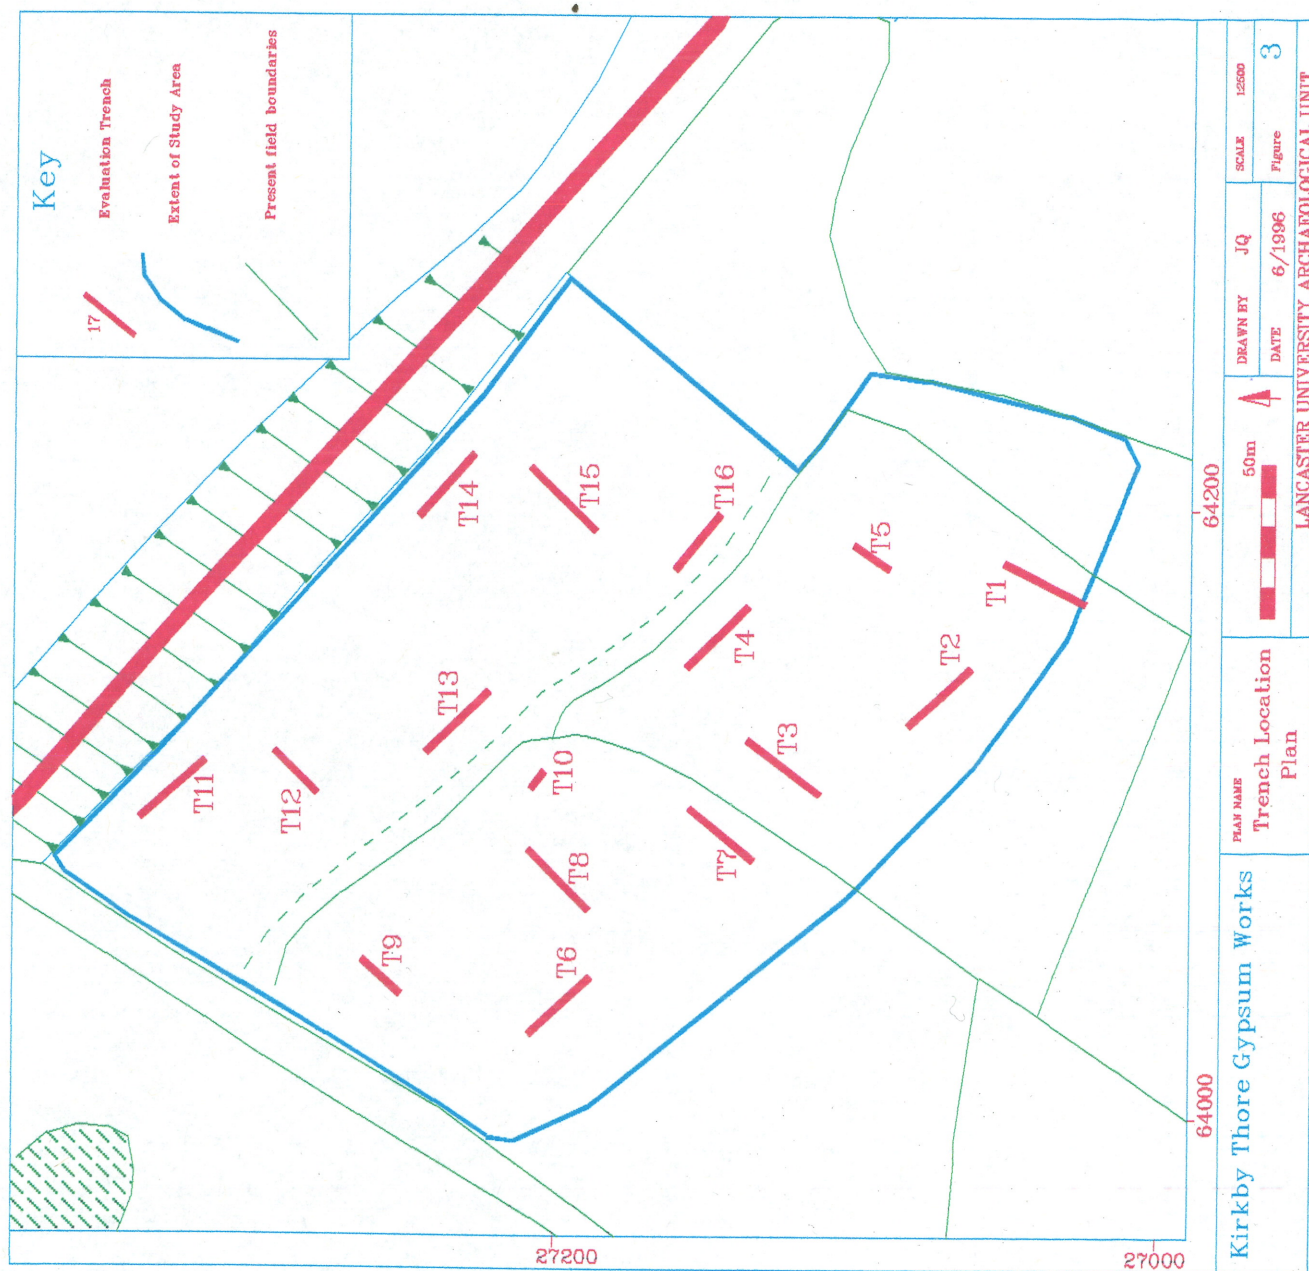 Key
17
Evaluation Trench
Extent of Study Area
Present field boundaries
T11
T12
T13
T14
T15
T16
T9
T8
T10
T6
T7
T3
T4
T5
T2
T1
27200
27000
64000
64200
Kirkby Thore Gypsum Works
PLAN NAME
Trench Location
Plan
50m
DRAWN BY JQ
DATE 6/1996
SCALE 1:2500
Figure 3
LANCASTER UNIVERSITY ARCHAEOLOGICAL UNIT